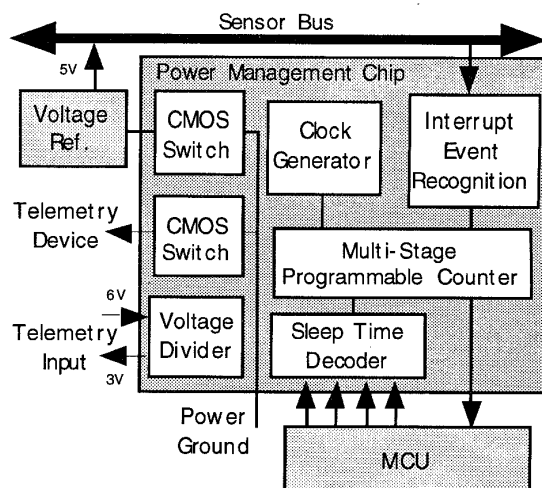 Sensor Bus
5V
Power Management Chip
Voltage
Ref.
CMOS
Switch
Clock
Generator
Interrupt
Event
Recognition
Telemetry
Device
CMOS
Switch
Multi-Stage
Programmable Counter
6V
Telemetry
Input
3V
Voltage
Divider
Sleep Time
Decoder
Power
Ground
MCU